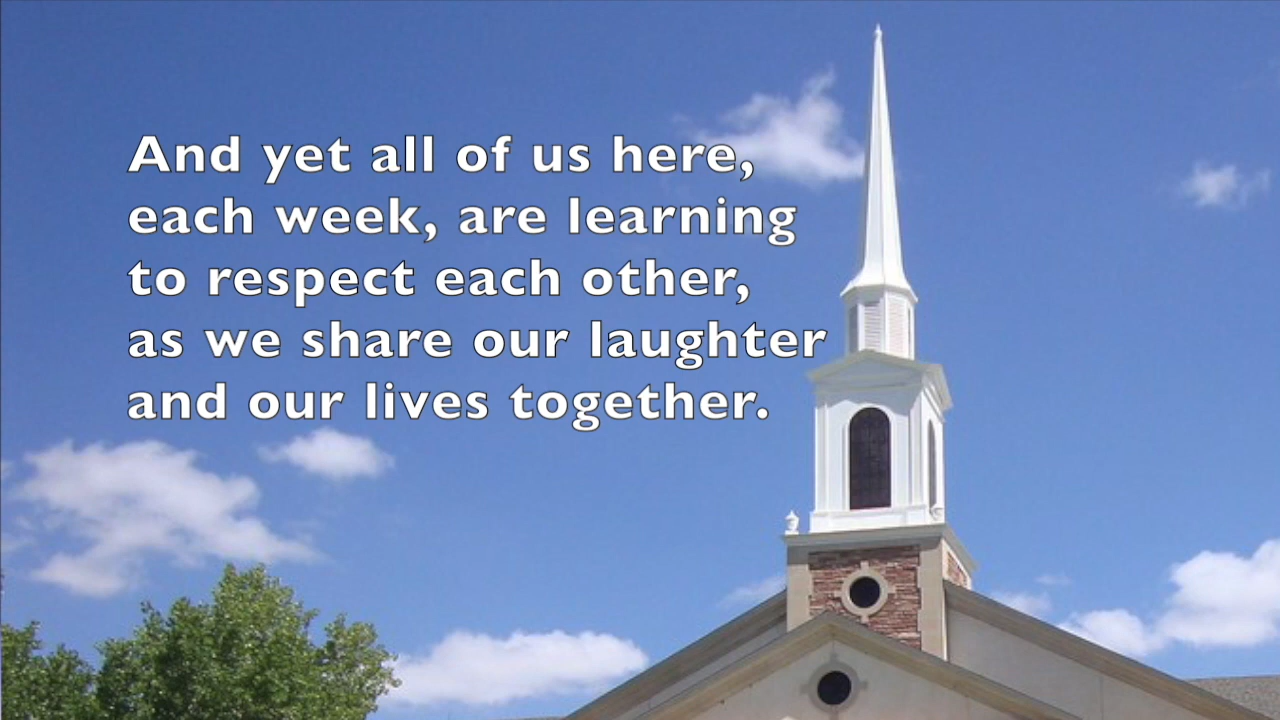 And yet all of us here,
each week, are learning
to respect each other,
as we share our laughter
and our lives together.